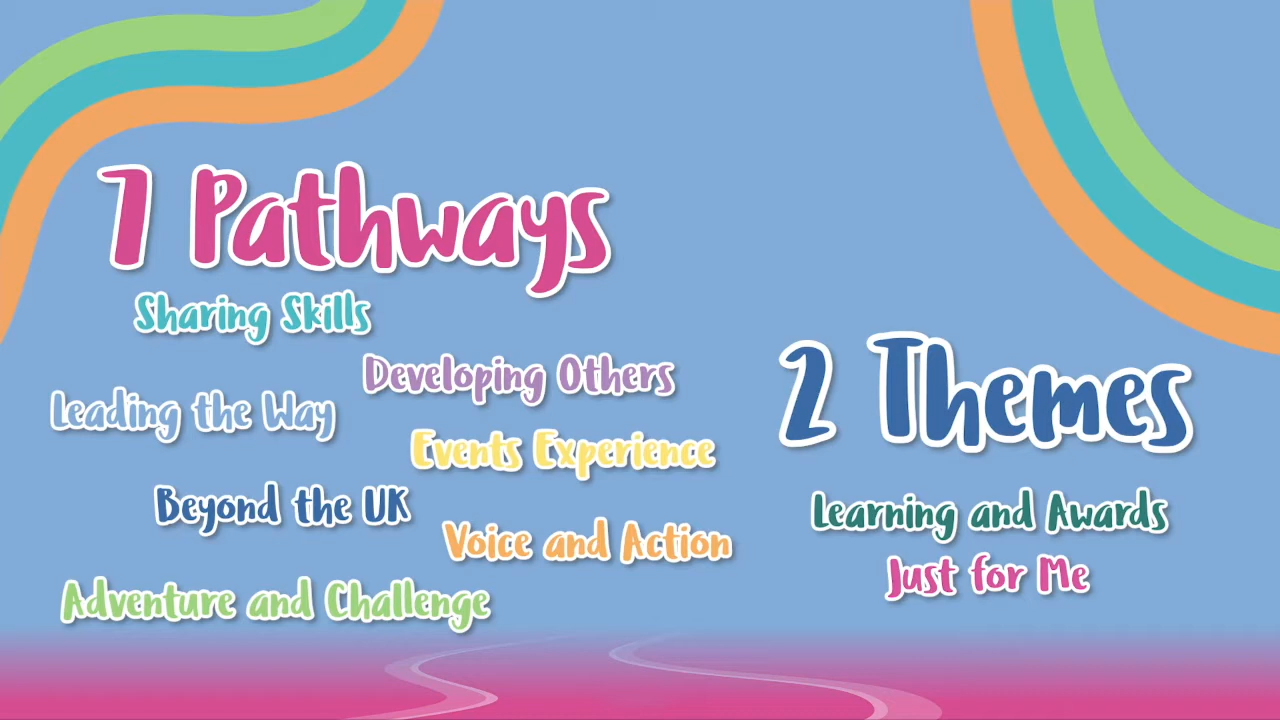 7 Pathways
Sharing Skills
Developing Others
Leading the Way
Events Experience
Beyond the UK
Voice and Action
Adventure and Challenge
2 Themes
Learning and Awards
Just for Me